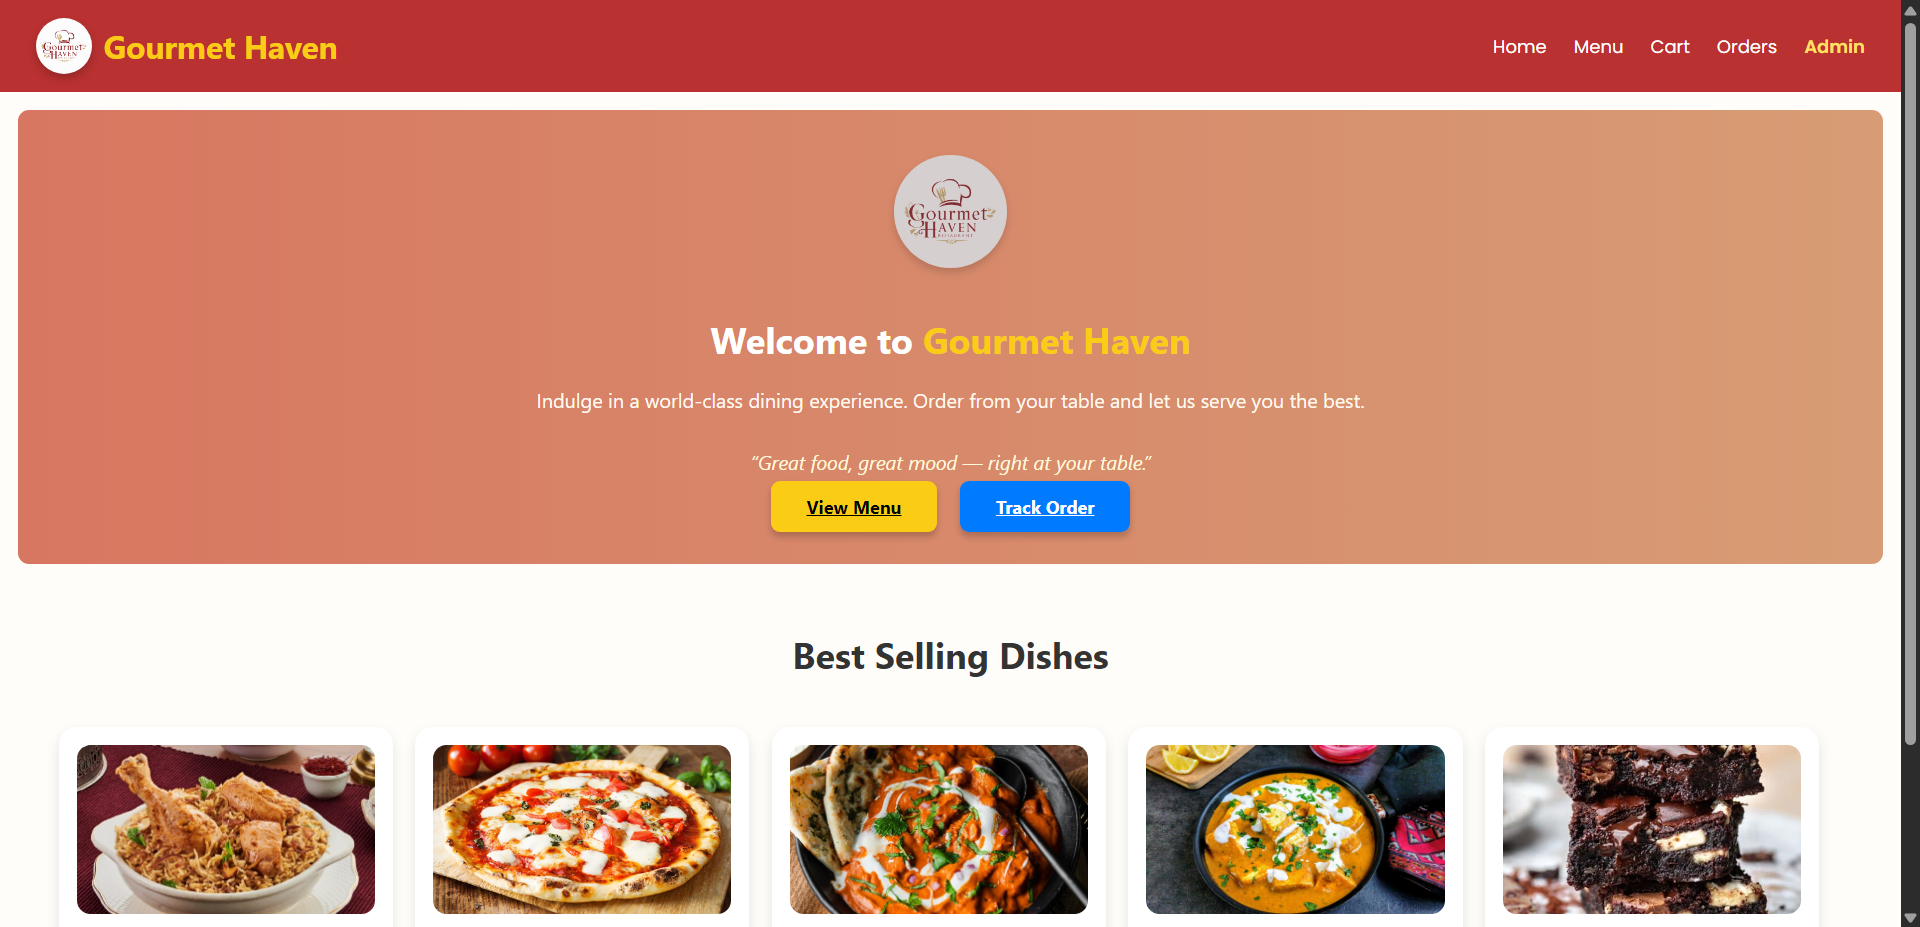 Gourmet
HAVEN
Gourmet Haven
Home Menu Cart Orders Admin
Gourmet
HAVEN
RESTAURANT
Welcome to Gourmet Haven
Indulge in a world-class dining experience. Order from your table and let us serve you the best.
“Great food, great mood — right at your table.”
View Menu Track Order
Best Selling Dishes